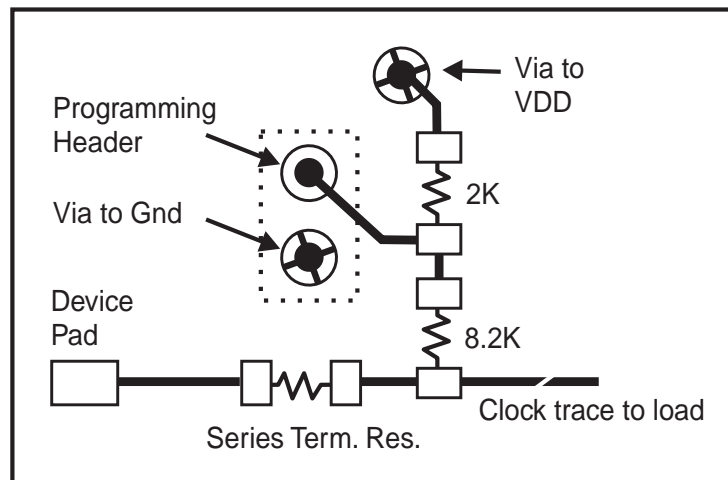 Via to
VDD
Programming
Header
2K
Via to Gnd
Device
Pad
8.2K
Clock trace to load
Series Term. Res.